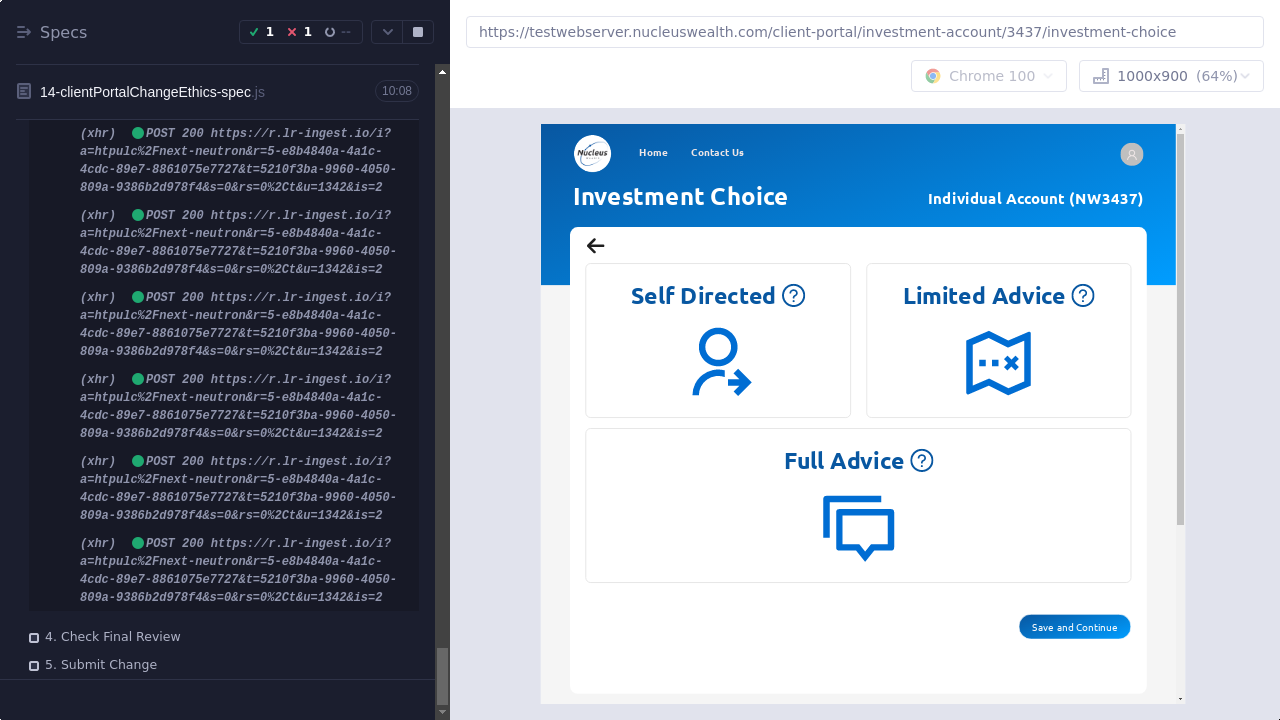 Specs
1
1
--
14-clientPortalChangeEthics-spec.js
10:08
(xhr) POST 200 https://r.lr-ingest.io/i?
a=htpulc%2Fnext-neutron&r=5-e8b4840a-4a1c-
4cdc-89e7-8861075e7727&t=5210f3ba-9960-4050-
809a-9386b2d978f4&s=0&rs=0%2Ct&u=1342&is=2
(xhr) POST 200 https://r.lr-ingest.io/i?
a=htpulc%2Fnext-neutron&r=5-e8b4840a-4a1c-
4cdc-89e7-8861075e7727&t=5210f3ba-9960-4050-
809a-9386b2d978f4&s=0&rs=0%2Ct&u=1342&is=2
(xhr) POST 200 https://r.lr-ingest.io/i?
a=htpulc%2Fnext-neutron&r=5-e8b4840a-4a1c-
4cdc-89e7-8861075e7727&t=5210f3ba-9960-4050-
809a-9386b2d978f4&s=0&rs=0%2Ct&u=1342&is=2
(xhr) POST 200 https://r.lr-ingest.io/i?
a=htpulc%2Fnext-neutron&r=5-e8b4840a-4a1c-
4cdc-89e7-8861075e7727&t=5210f3ba-9960-4050-
809a-9386b2d978f4&s=0&rs=0%2Ct&u=1342&is=2
(xhr) POST 200 https://r.lr-ingest.io/i?
a=htpulc%2Fnext-neutron&r=5-e8b4840a-4a1c-
4cdc-89e7-8861075e7727&t=5210f3ba-9960-4050-
809a-9386b2d978f4&s=0&rs=0%2Ct&u=1342&is=2
(xhr) POST 200 https://r.lr-ingest.io/i?
a=htpulc%2Fnext-neutron&r=5-e8b4840a-4a1c-
4cdc-89e7-8861075e7727&t=5210f3ba-9960-4050-
809a-9386b2d978f4&s=0&rs=0%2Ct&u=1342&is=2
4. Check Final Review
5. Submit Change
https://testwebserver.nucleuswealth.com/client-portal/investment-account/3437/investment-choice
Chrome 100
1000x900 (64%)
Nucleus
Home
Contact Us
Investment Choice
Individual Account (NW3437)
Self Directed
Limited Advice
Full Advice
Save and Continue